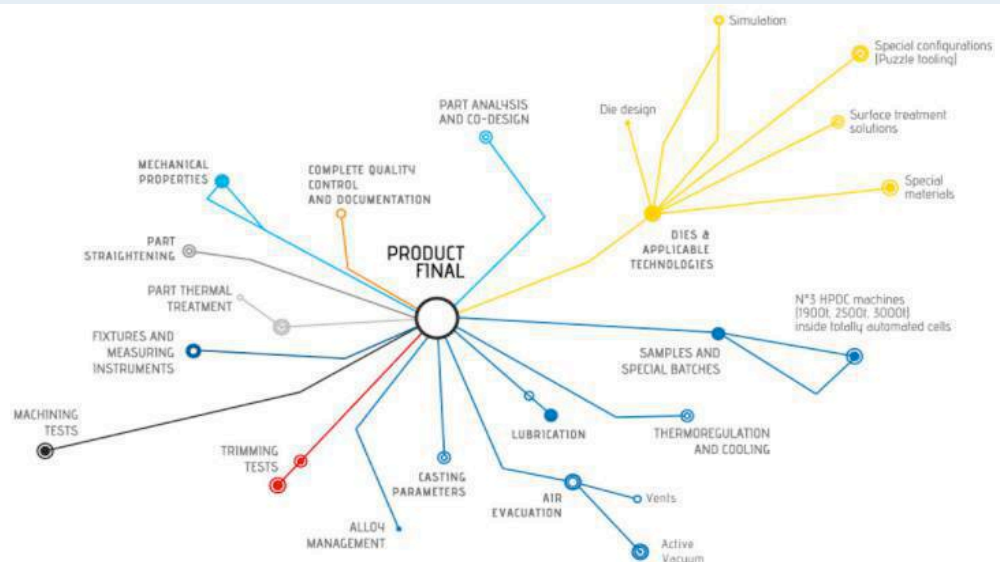 Simulation
Special configurations
(Puzzle tooling)
PART ANALYSIS
AND CO-DESIGN
Die design
Surface treatment
solutions
MECHANICAL
PROPERTIES
COMPLETE QUALITY
CONTROL
AND DOCUMENTATION
Special
materials
PART
STRAIGHTENING
PRODUCT
FINAL
DIES &
APPLICABLE
TECHNOLOGIES
PART THERMAL
TREATMENT
N°3 HPDC machines
(1900t, 2500t, 3000t)
inside totally automated cells
FIXTURES AND
MEASURING
INSTRUMENTS
SAMPLES AND
SPECIAL BATCHES
MACHINING
TESTS
LUBRICATION
THERMOREGULATION
AND COOLING
TRIMMING
TESTS
CASTING
PARAMETERS
AIR
EVACUATION
Vents
ALLOY
MANAGEMENT
Active
Vacuum